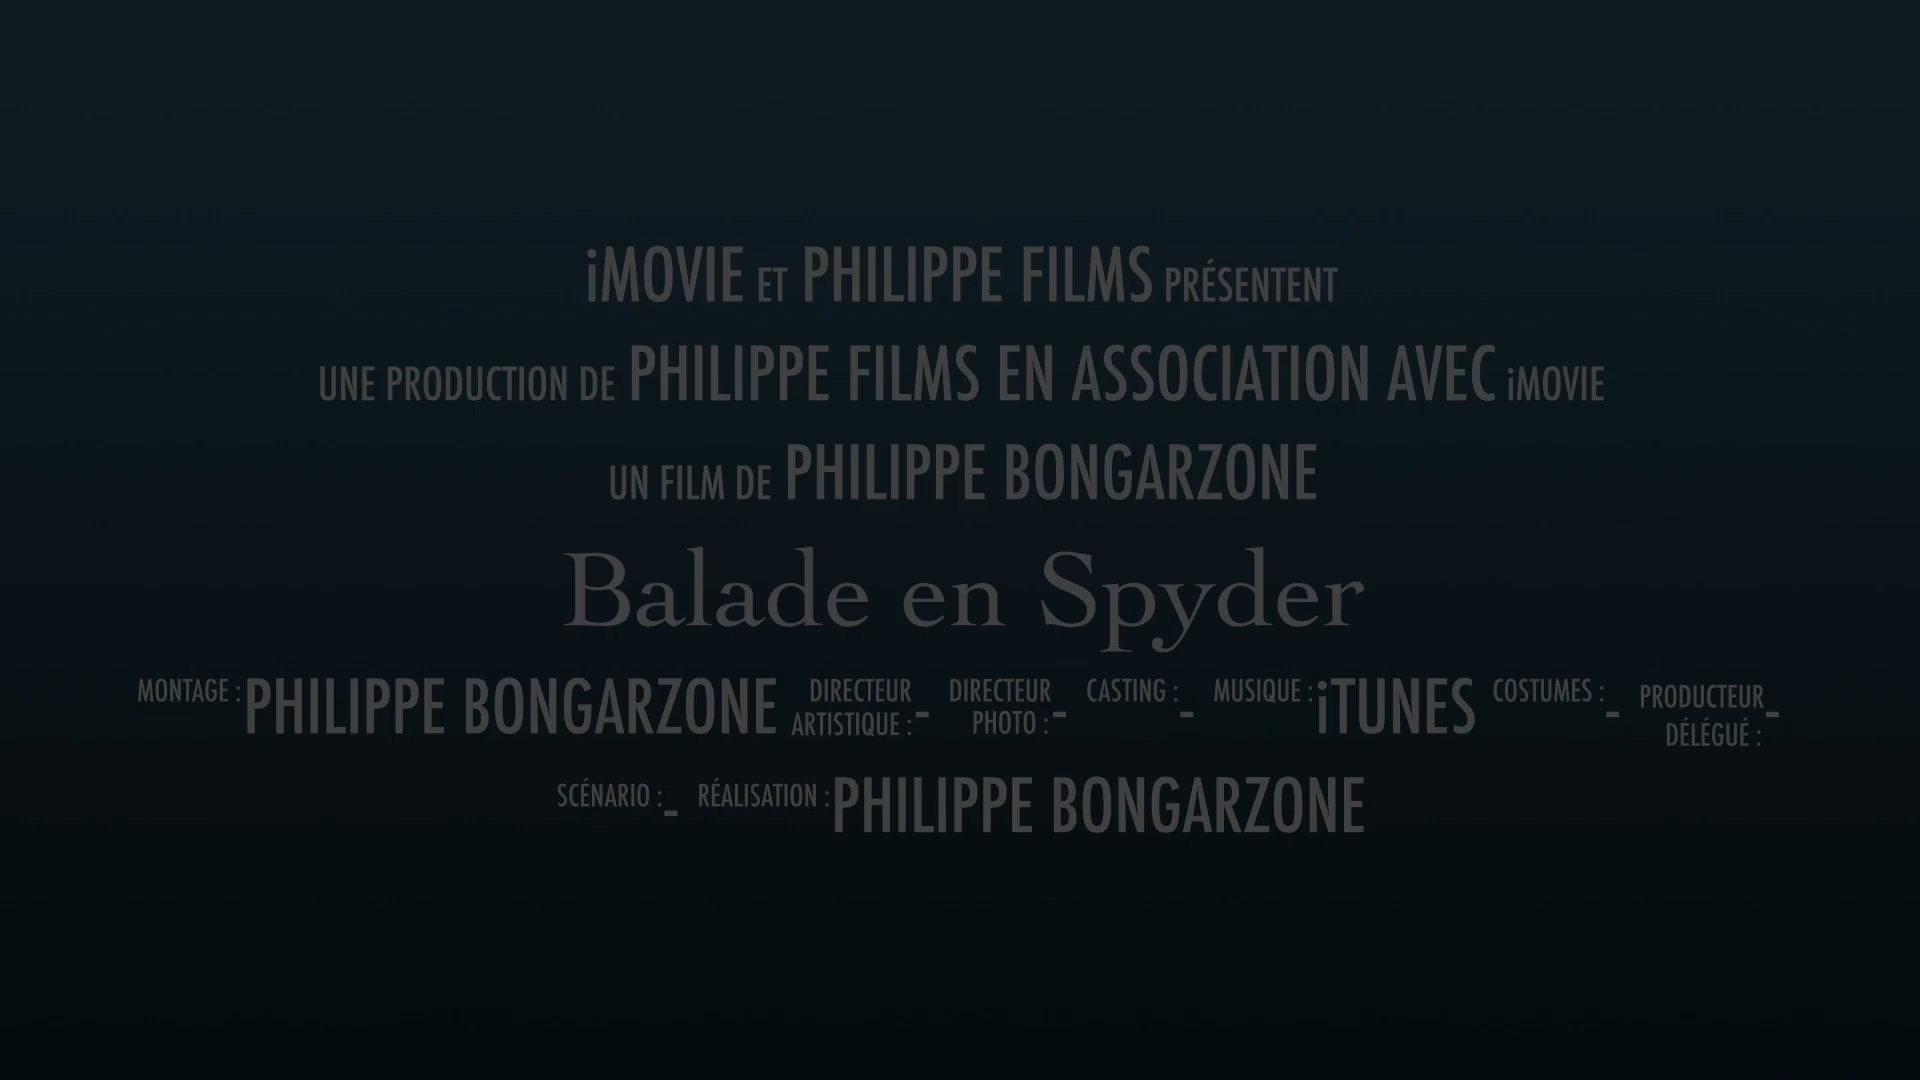 iMOVIE ET PHILIPPE FILMS PRÉSENTENT
UNE PRODUCTION DE PHILIPPE FILMS EN ASSOCIATION AVEC iMOVIE
UN FILM DE PHILIPPE BONGARZONE
Balade en Spyder
MONTAGE : PHILIPPE BONGARZONE DIRECTEUR ARTISTIQUE : - DIRECTEUR PHOTO : - CASTING : - MUSIQUE : iTUNES COSTUMES : - PRODUCTEUR DÉLÉGUÉ : -
SCÉNARIO : - RÉALISATION : PHILIPPE BONGARZONE